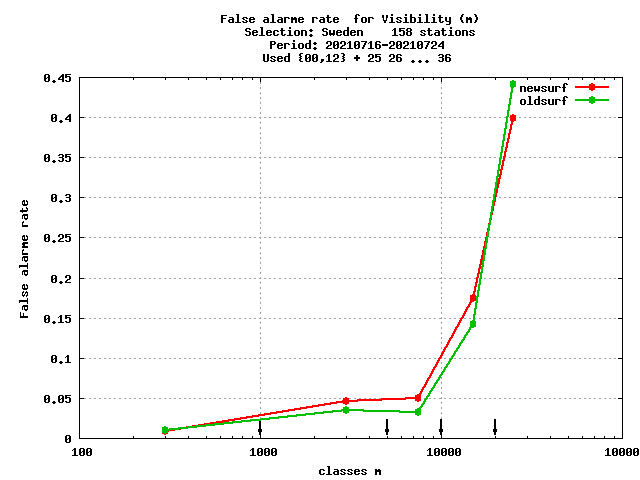 False alarme rate  for Visibility (m)
Selection: Sweden    158 stations
Period: 20210716-20210724
Used {00,12} + 25 26 ... 36
0.45
0.4
0.35
0.3
0.25
0.2
0.15
0.1
0.05
0
False alarme rate
newsurf
oldsurf
100
1000
10000
10000
classes m